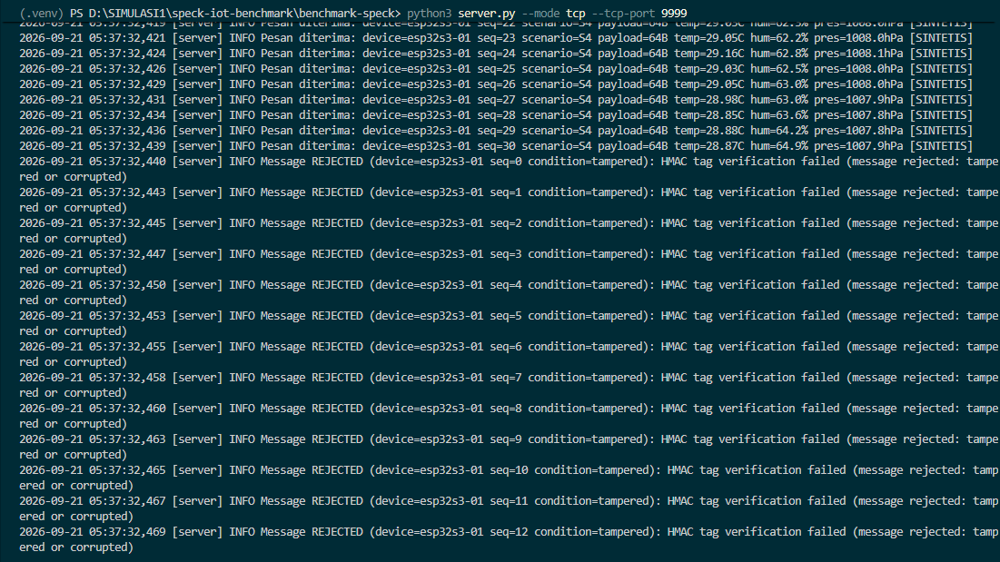 (.venv) PS D:\SIMULASI1\speck-iot-benchmark\benchmark-speck> python3 server.py --mode tcp --tcp-port 9999
2026-09-21 05:37:32,419 [server] INFO Pesan diterima: device=esp32s3-01 seq=22 scenario=S4 payload=64B temp=29.03C hum=62.3% pres=1008.0hPa [SINTETIS]
2026-09-21 05:37:32,421 [server] INFO Pesan diterima: device=esp32s3-01 seq=23 scenario=S4 payload=64B temp=29.05C hum=62.2% pres=1008.0hPa [SINTETIS]
2026-09-21 05:37:32,424 [server] INFO Pesan diterima: device=esp32s3-01 seq=24 scenario=S4 payload=64B temp=29.16C hum=62.8% pres=1008.1hPa [SINTETIS]
2026-09-21 05:37:32,426 [server] INFO Pesan diterima: device=esp32s3-01 seq=25 scenario=S4 payload=64B temp=29.03C hum=62.5% pres=1008.0hPa [SINTETIS]
2026-09-21 05:37:32,429 [server] INFO Pesan diterima: device=esp32s3-01 seq=26 scenario=S4 payload=64B temp=29.05C hum=63.0% pres=1008.0hPa [SINTETIS]
2026-09-21 05:37:32,431 [server] INFO Pesan diterima: device=esp32s3-01 seq=27 scenario=S4 payload=64B temp=28.98C hum=63.0% pres=1007.9hPa [SINTETIS]
2026-09-21 05:37:32,434 [server] INFO Pesan diterima: device=esp32s3-01 seq=28 scenario=S4 payload=64B temp=28.85C hum=63.6% pres=1007.8hPa [SINTETIS]
2026-09-21 05:37:32,436 [server] INFO Pesan diterima: device=esp32s3-01 seq=29 scenario=S4 payload=64B temp=28.88C hum=64.2% pres=1007.8hPa [SINTETIS]
2026-09-21 05:37:32,439 [server] INFO Pesan diterima: device=esp32s3-01 seq=30 scenario=S4 payload=64B temp=28.87C hum=64.9% pres=1007.9hPa [SINTETIS]
2026-09-21 05:37:32,440 [server] INFO Message REJECTED (device=esp32s3-01 seq=0 condition=tampered): HMAC tag verification failed (message rejected: tampe
red or corrupted)
2026-09-21 05:37:32,443 [server] INFO Message REJECTED (device=esp32s3-01 seq=1 condition=tampered): HMAC tag verification failed (message rejected: tampe
red or corrupted)
2026-09-21 05:37:32,445 [server] INFO Message REJECTED (device=esp32s3-01 seq=2 condition=tampered): HMAC tag verification failed (message rejected: tampe
red or corrupted)
2026-09-21 05:37:32,447 [server] INFO Message REJECTED (device=esp32s3-01 seq=3 condition=tampered): HMAC tag verification failed (message rejected: tampe
red or corrupted)
2026-09-21 05:37:32,450 [server] INFO Message REJECTED (device=esp32s3-01 seq=4 condition=tampered): HMAC tag verification failed (message rejected: tampe
red or corrupted)
2026-09-21 05:37:32,453 [server] INFO Message REJECTED (device=esp32s3-01 seq=5 condition=tampered): HMAC tag verification failed (message rejected: tampe
red or corrupted)
2026-09-21 05:37:32,455 [server] INFO Message REJECTED (device=esp32s3-01 seq=6 condition=tampered): HMAC tag verification failed (message rejected: tampe
red or corrupted)
2026-09-21 05:37:32,458 [server] INFO Message REJECTED (device=esp32s3-01 seq=7 condition=tampered): HMAC tag verification failed (message rejected: tampe
red or corrupted)
2026-09-21 05:37:32,460 [server] INFO Message REJECTED (device=esp32s3-01 seq=8 condition=tampered): HMAC tag verification failed (message rejected: tampe
red or corrupted)
2026-09-21 05:37:32,463 [server] INFO Message REJECTED (device=esp32s3-01 seq=9 condition=tampered): HMAC tag verification failed (message rejected: tampe
red or corrupted)
2026-09-21 05:37:32,465 [server] INFO Message REJECTED (device=esp32s3-01 seq=10 condition=tampered): HMAC tag verification failed (message rejected: tamp
ered or corrupted)
2026-09-21 05:37:32,467 [server] INFO Message REJECTED (device=esp32s3-01 seq=11 condition=tampered): HMAC tag verification failed (message rejected: tamp
ered or corrupted)
2026-09-21 05:37:32,469 [server] INFO Message REJECTED (device=esp32s3-01 seq=12 condition=tampered): HMAC tag verification failed (message rejected: tamp
ered or corrupted)